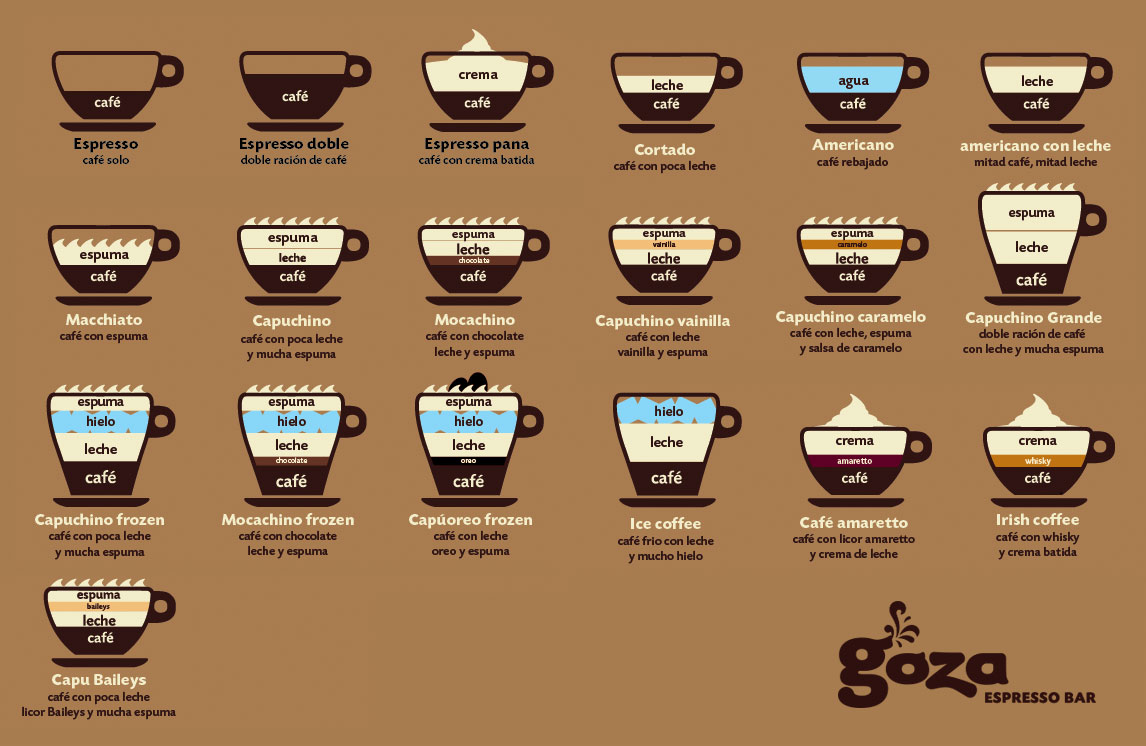 café
Espresso
café solo
café
Espresso doble
doble ración de café
crema
café
Espresso pana
café con crema batida
leche
café
Cortado
café con poca leche
agua
café
Americano
café rebajado
leche
café
americano con leche
mitad café, mitad leche
espuma
café
Macchiato
café con espuma
espuma
leche
café
Capuchino
café con poca leche
y mucha espuma
espuma
leche
chocolate
café
Mocachino
café con chocolate
leche y espuma
espuma
vainilla
leche
café
Capuchino vainilla
café con leche
vainilla y espuma
espuma
caramelo
leche
café
Capuchino caramelo
café con leche, espuma
y salsa de caramelo
espuma
leche
café
Capuchino Grande
doble ración de café
con leche y mucha espuma
espuma
hielo
leche
café
Capuchino frozen
café con poca leche
y mucha espuma
espuma
hielo
leche
chocolate
café
Mocachino frozen
café con chocolate
leche y espuma
espuma
hielo
leche
oreo
café
Capúoreo frozen
café con leche
oreo y espuma
hielo
leche
café
Ice coffee
café frio con leche
y mucho hielo
crema
amaretto
café
Café amaretto
café con licor amaretto
y crema de leche
crema
whisky
café
Irish coffee
café con whisky
y crema batida
espuma
baileys
leche
café
Capu Baileys
café con poca leche
licor Baileys y mucha espuma
goza
ESPRESSO BAR